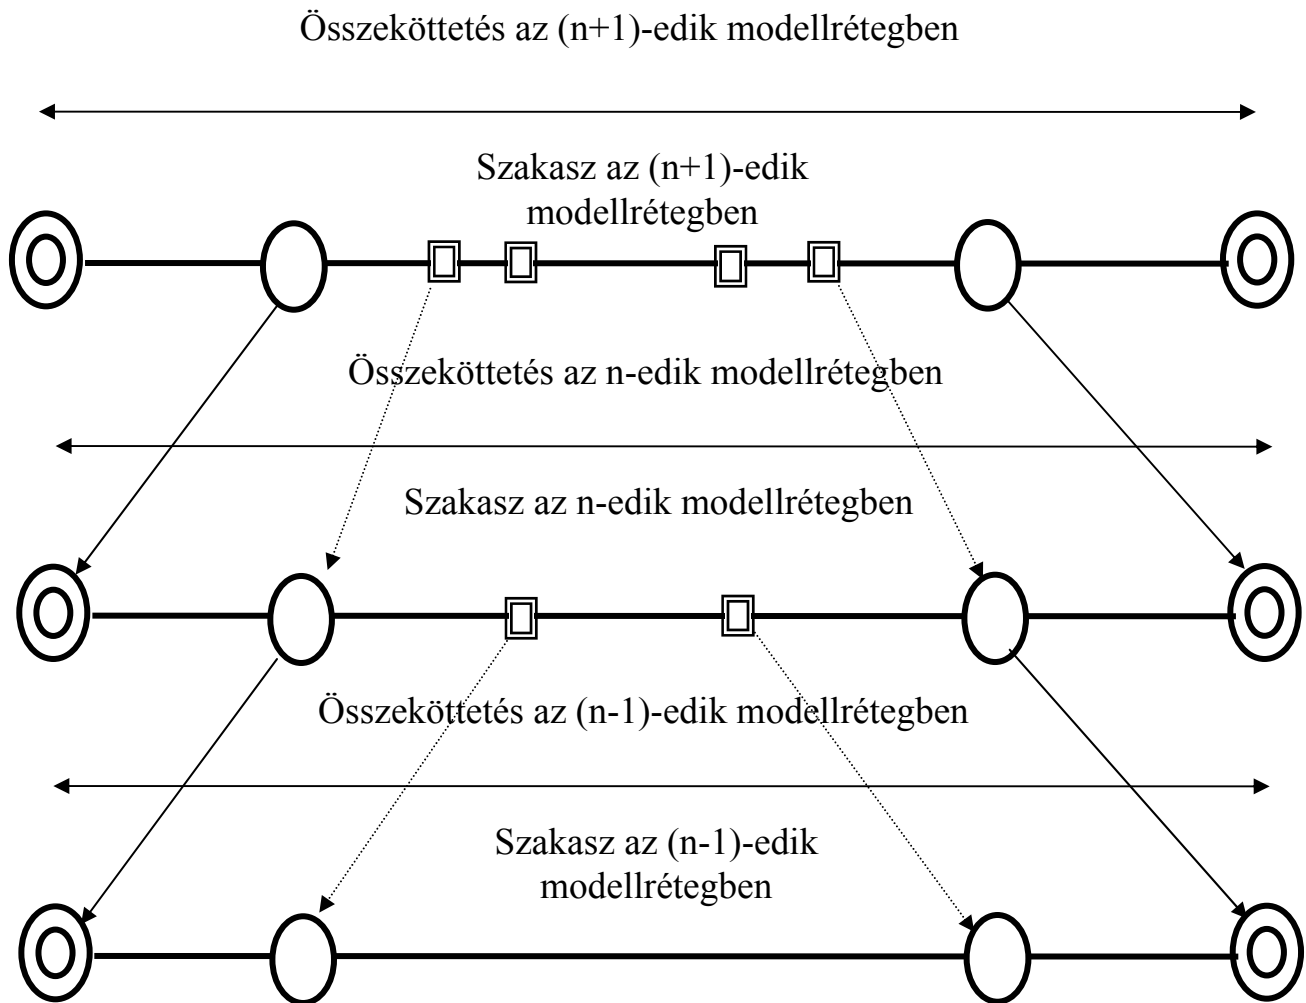 Összeköttetés az (n+1)-edik modellrétegben
Szakasz az (n+1)-edik
modellrétegben
Összeköttetés az n-edik modellrétegben
Szakasz az n-edik modellrétegben
Összeköttetés az (n-1)-edik modellrétegben
Szakasz az (n-1)-edik
modellrétegben